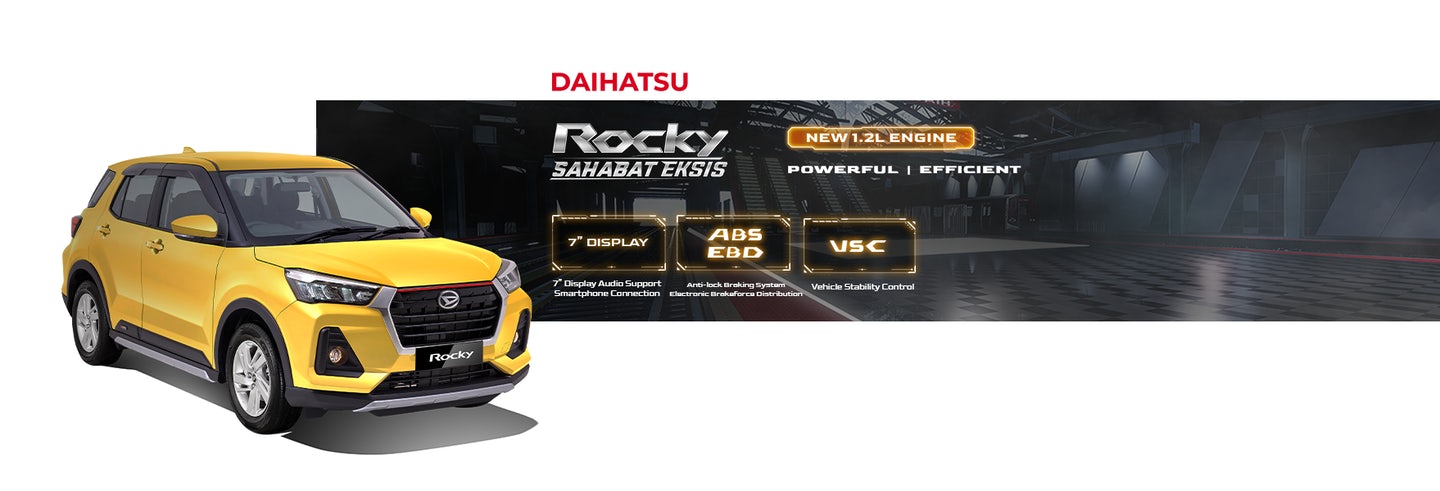 DAIHATSU
Rocky
SAHABAT EKSIS
NEW 1.2L ENGINE
POWERFUL | EFFICIENT
7" DISPLAY
7" Display Audio Support
Smartphone Connection
ABS
EBD
Anti-lock Braking System
Electronic Brakeforce Distribution
VSC
Vehicle Stability Control
Rocky